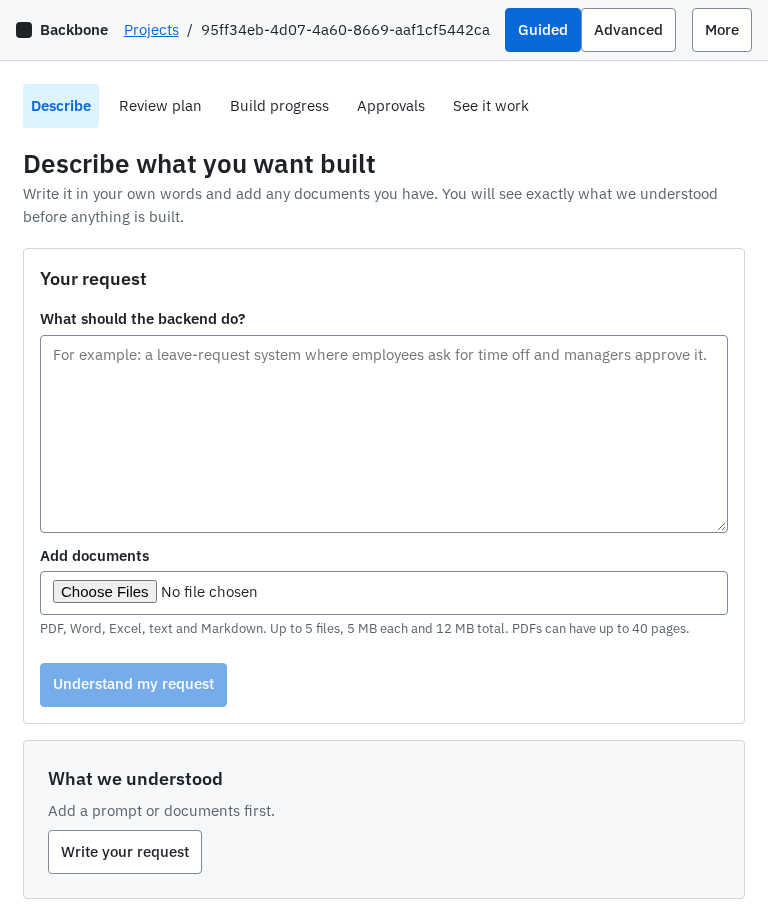 Backbone Projects / 95ff34eb-4d07-4a60-8669-aaf1cf5442ca Guided Advanced More
Describe Review plan Build progress Approvals See it work
Describe what you want built
Write it in your own words and add any documents you have. You will see exactly what we understood
before anything is built.
Your request
What should the backend do?
For example: a leave-request system where employees ask for time off and managers approve it.
Add documents
Choose Files No file chosen
PDF, Word, Excel, text and Markdown. Up to 5 files, 5 MB each and 12 MB total. PDFs can have up to 40 pages.
Understand my request
What we understood
Add a prompt or documents first.
Write your request